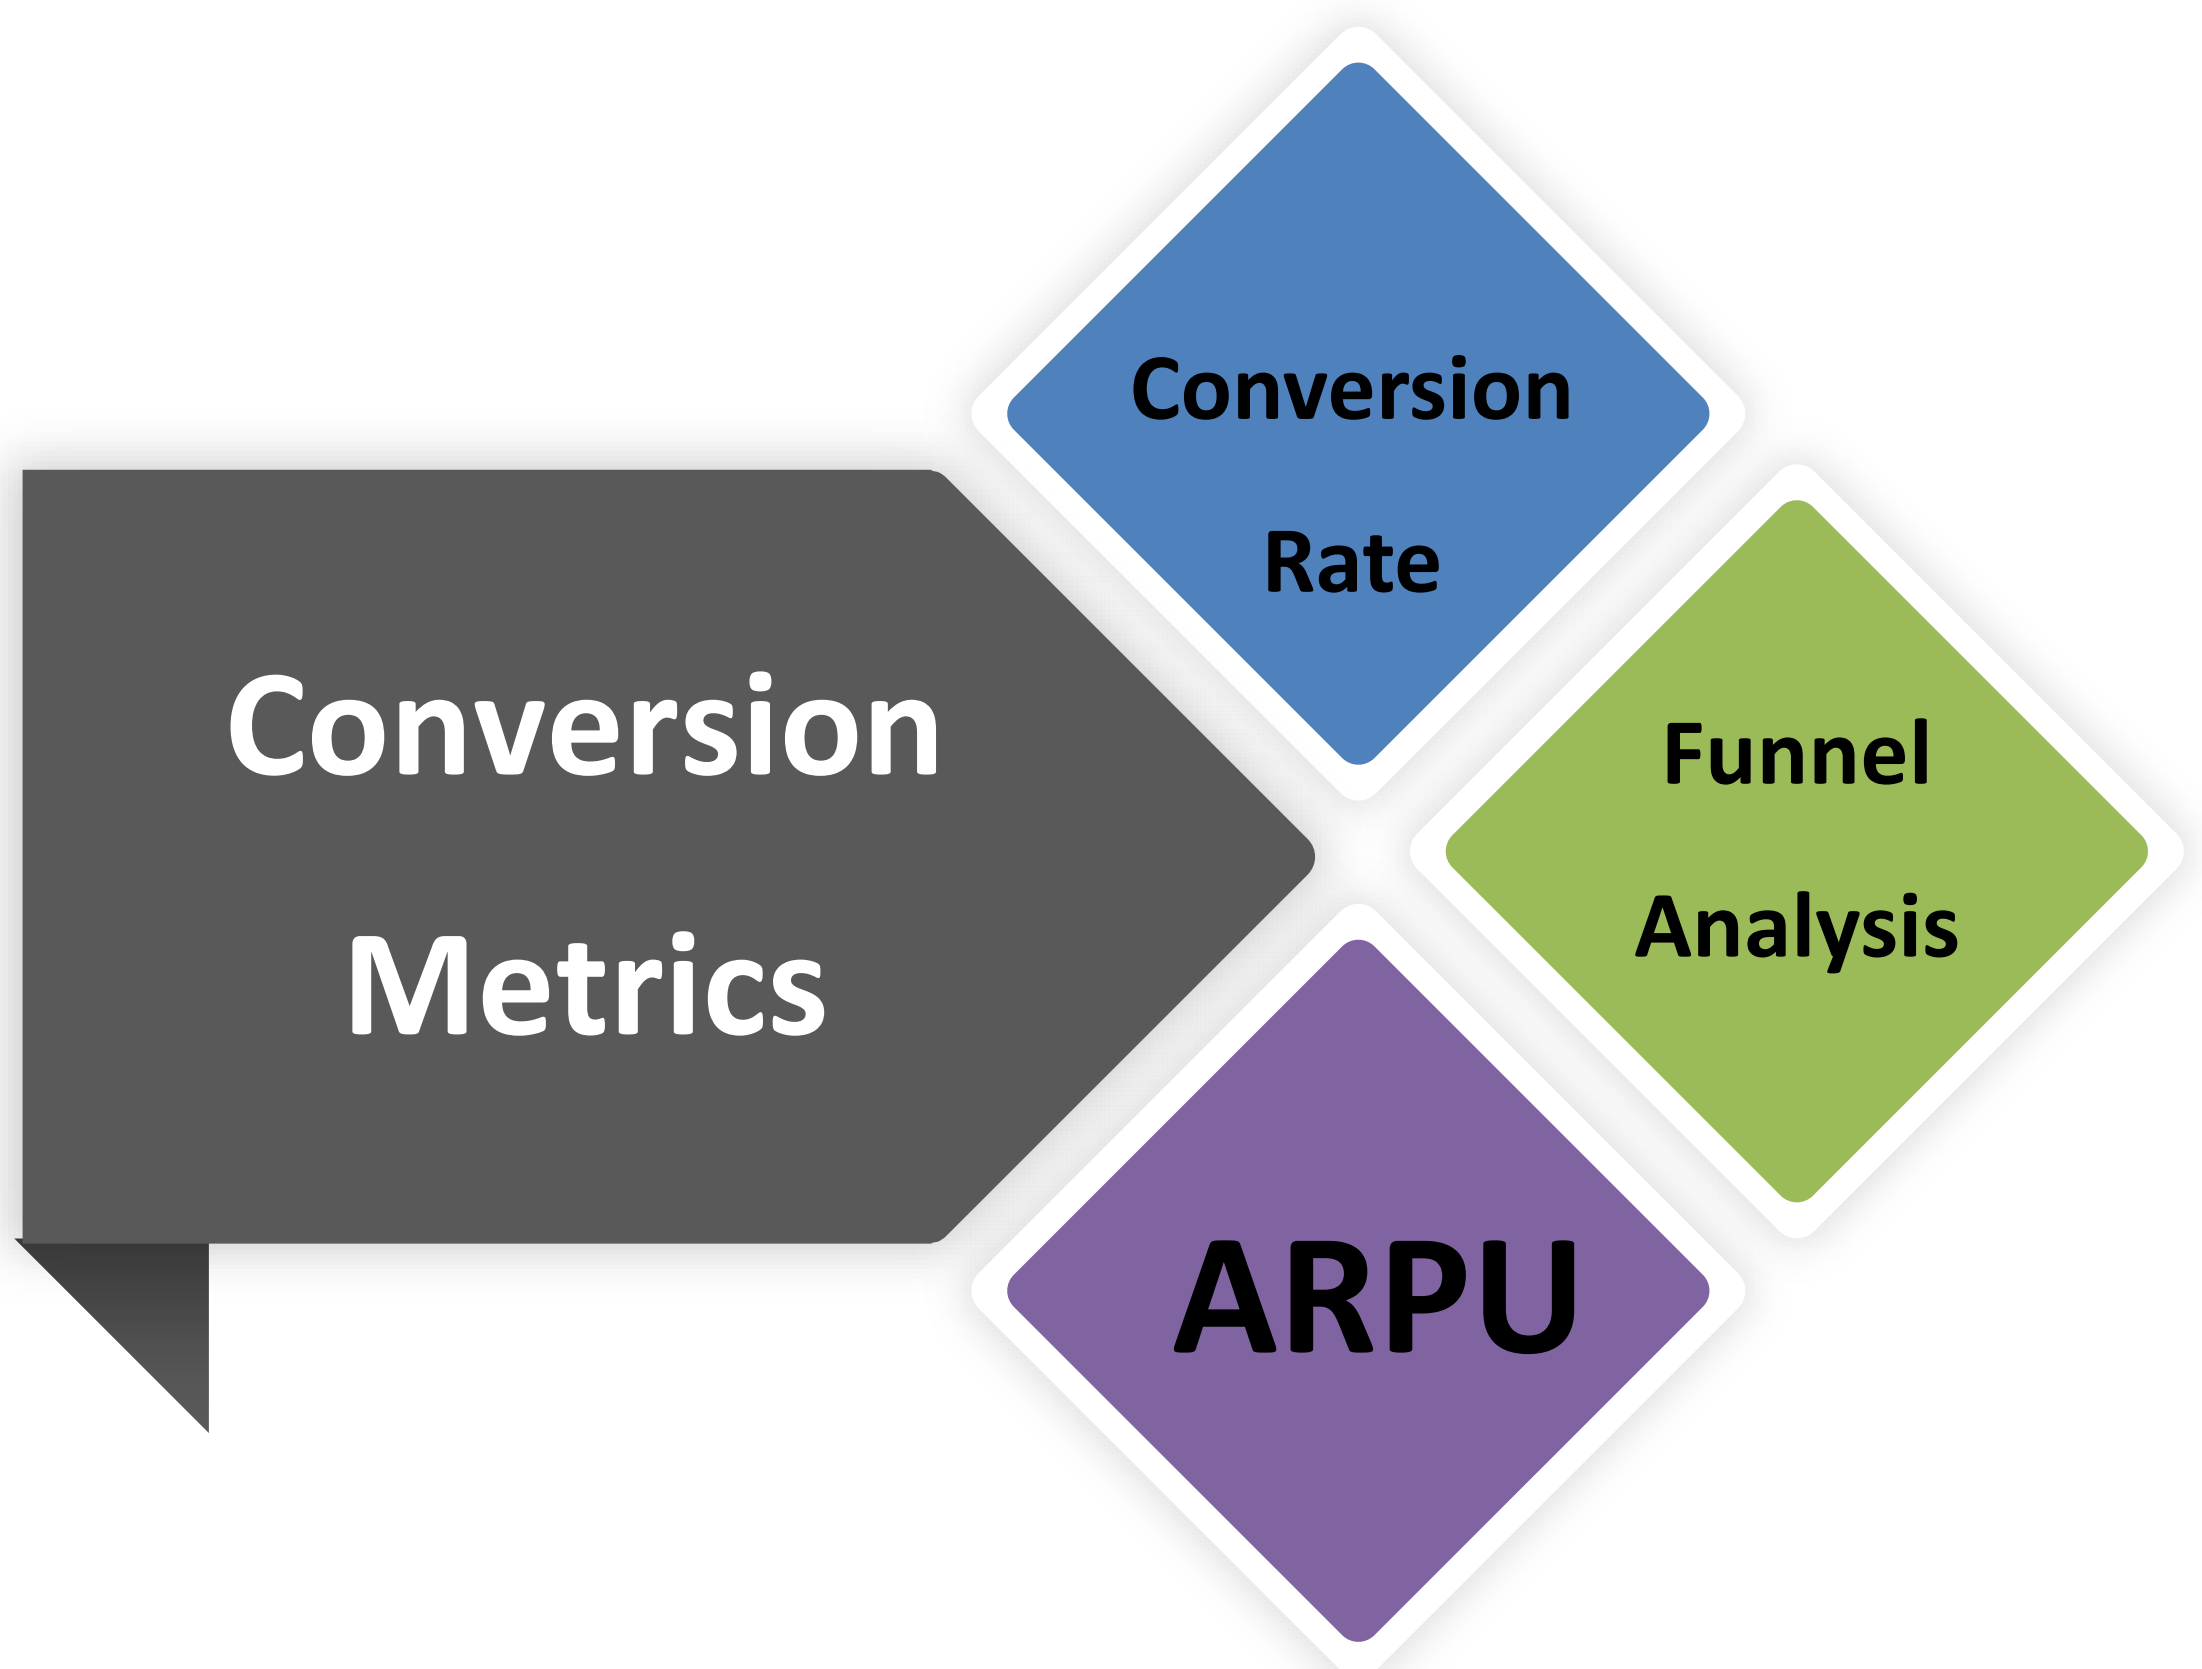 Conversion
Metrics
Conversion
Rate
Funnel
Analysis
ARPU